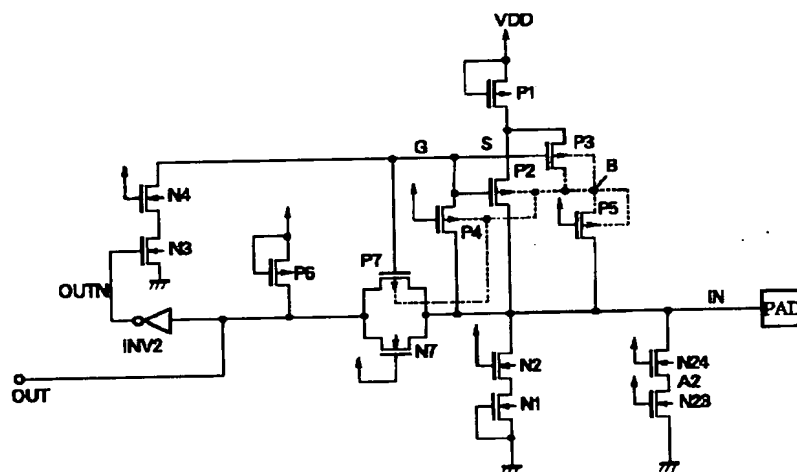 VDD
P1
G
S
P3
P2
B
N4
P4
P5
N3
P6
P7
OUTN
IN
PAD
INV2
N7
N2
N24
A2
OUT
N1
N23